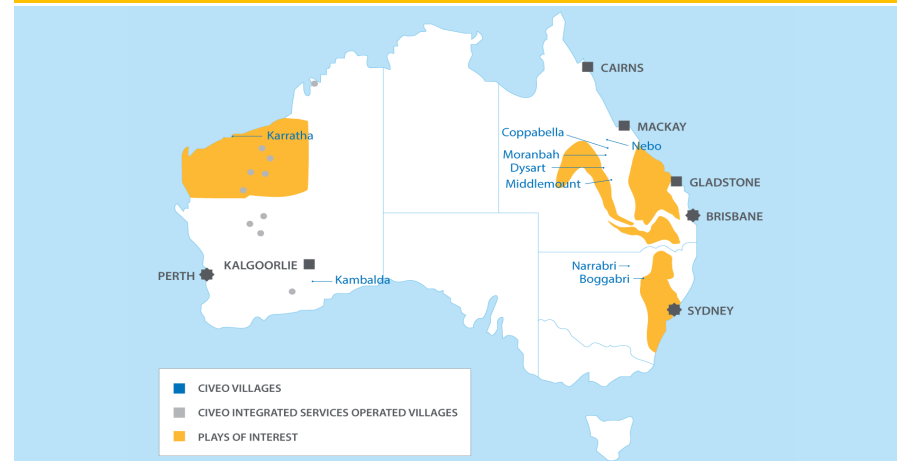 CAIRNS
MACKAY
Coppabella
Nebo
Karratha
Moranbah
Dysart
Middlemount
GLADSTONE
BRISBANE
KALGOORLIE
Narrabri
PERTH
Boggabri
Kambalda
SYDNEY
CIVEO VILLAGES
CIVEO INTEGRATED SERVICES OPERATED VILLAGES
PLAYS OF INTEREST